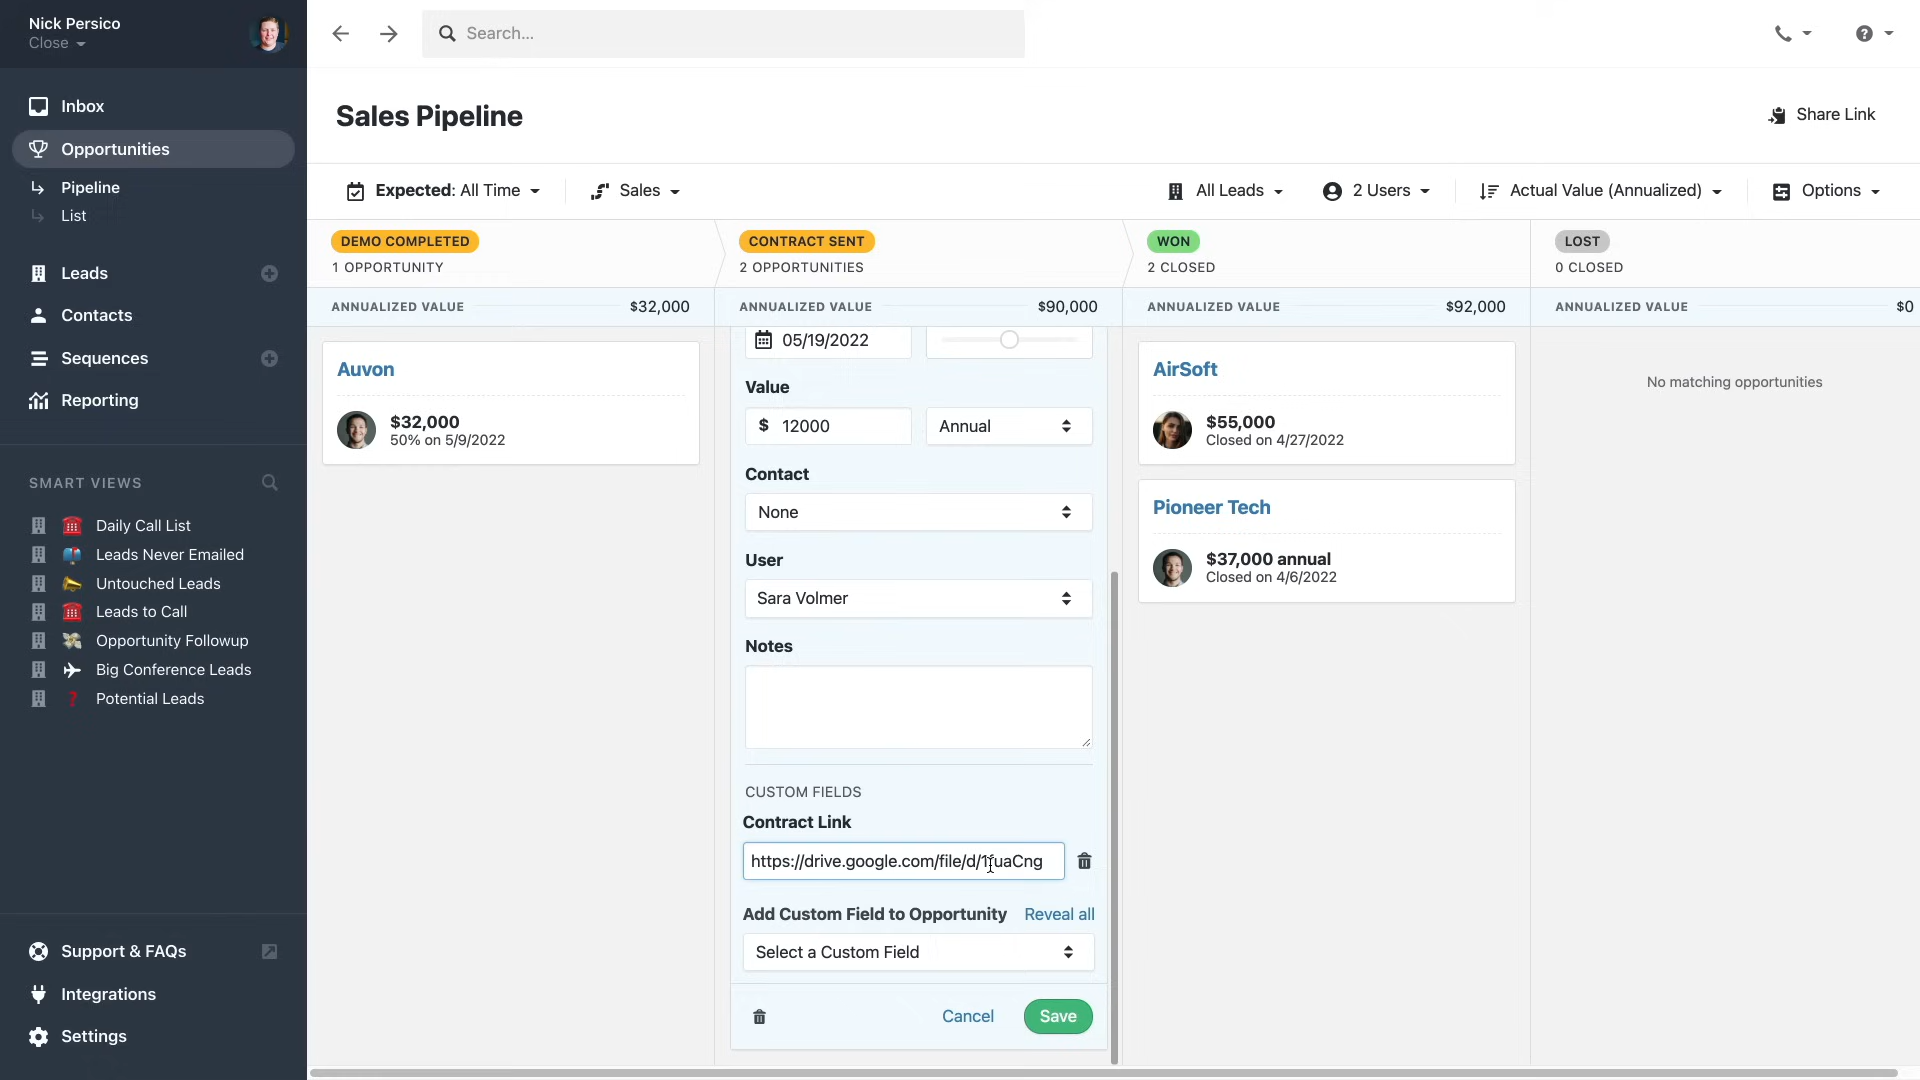 Nick Persico
Close
Search...
Inbox
Opportunities
Pipeline
List
Leads
Contacts
Sequences
Reporting
SMART VIEWS
Daily Call List
Leads Never Emailed
Untouched Leads
Leads to Call
Opportunity Followup
Big Conference Leads
Potential Leads
Support & FAQs
Integrations
Settings
Sales Pipeline
Share Link
Expected: All Time
Sales
All Leads
2 Users
Actual Value (Annualized)
Options
DEMO COMPLETED
1 OPPORTUNITY
ANNUALIZED VALUE $32,000
Auvon
$32,000
50% on 5/9/2022
CONTRACT SENT
2 OPPORTUNITIES
ANNUALIZED VALUE $90,000
05/19/2022
Value
$ 12000 Annual
Contact
None
User
Sara Volmer
Notes
CUSTOM FIELDS
Contract Link
https://drive.google.com/file/d/1fuaCng
Add Custom Field to Opportunity Reveal all
Select a Custom Field
Cancel Save
WON
2 CLOSED
ANNUALIZED VALUE $92,000
AirSoft
$55,000
Closed on 4/27/2022
Pioneer Tech
$37,000 annual
Closed on 4/6/2022
LOST
0 CLOSED
ANNUALIZED VALUE $0
No matching opportunities